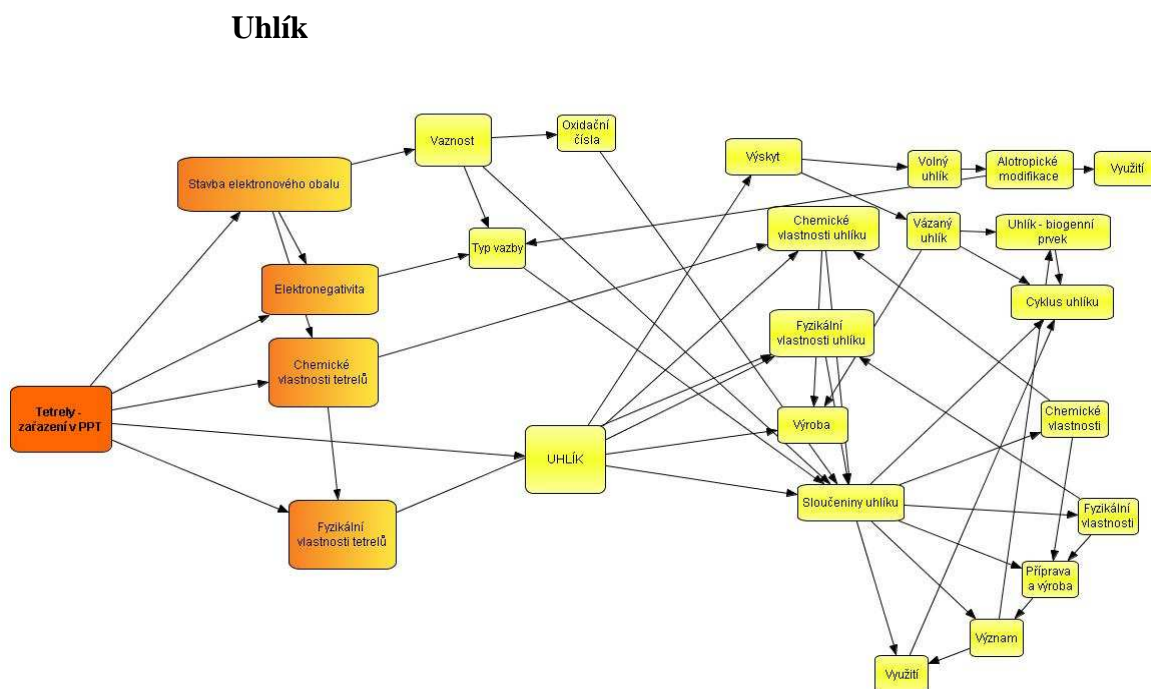 Uhlík
Vaznost
Oxidační
čísla
Stavba elektronového obalu
Výskyt
Volný
uhlík
Alotropické
modifikace
Využití
Typ vazby
Chemické
vlastnosti uhlíku
Vázaný
uhlík
Uhlík - biogenní
prvek
Elektronegativita
Cyklus uhlíku
Fyzikální
vlastnosti uhlíku
Chemické
vlastnosti tetrelů
Tetrely -
zařazení v PPT
Výroba
Chemické
vlastnosti
UHLÍK
Sloučeniny uhlíku
Fyzikální
vlastnosti tetrelů
Fyzikální
vlastnosti
Příprava
a výroba
Význam
Využití